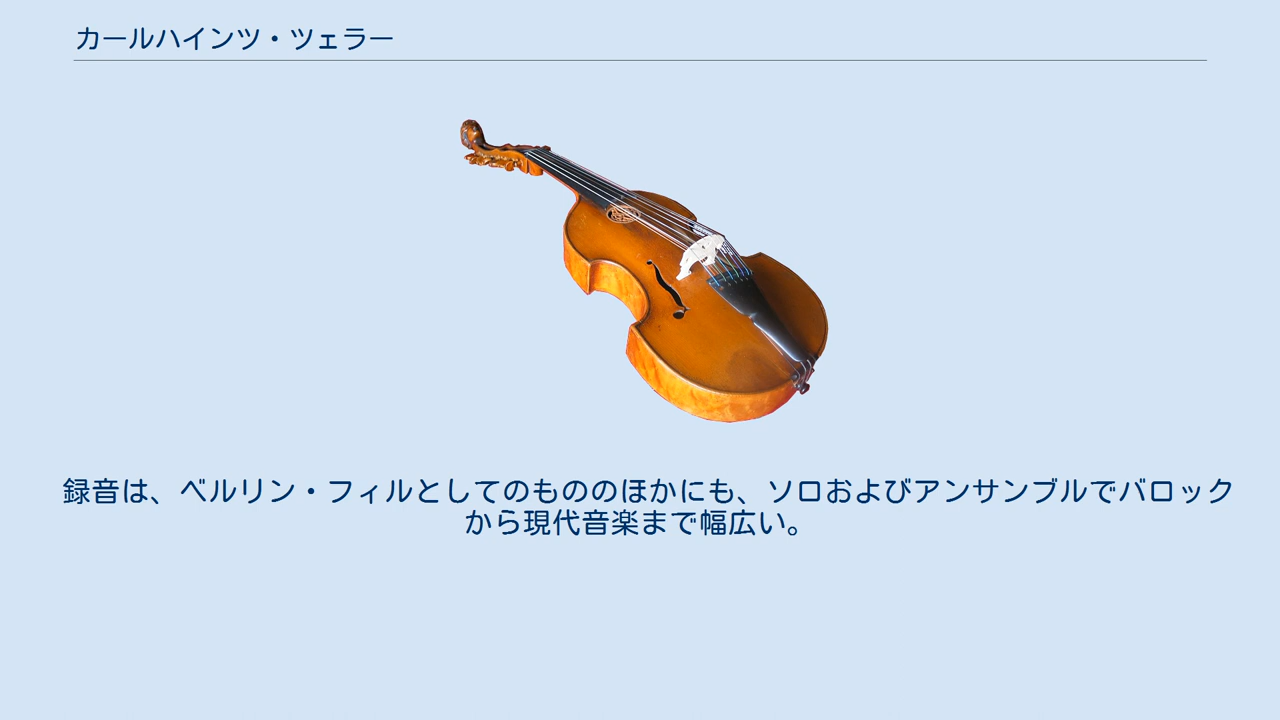 カールハインツ・ツェラー
録音は、ベルリン・フィルとしてのもののほかにも、ソロおよびアンサンブルでバロック
から現代音楽まで幅広い。